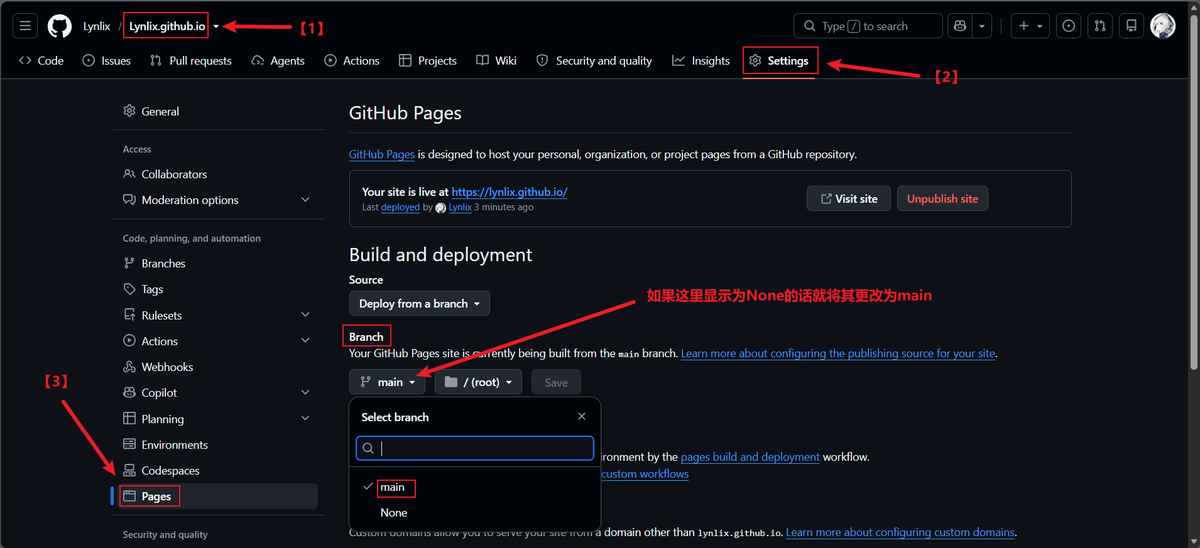 Lynlix / Lynlix.github.io
【1】
Type / to search
Code
Issues
Pull requests
Agents
Actions
Projects
Wiki
Security and quality
Insights
Settings
【2】
General
Access
Collaborators
Moderation options
Code, planning, and automation
Branches
Tags
Rulesets
Actions
Webhooks
Copilot
Planning
Environments
Codespaces
Pages
Security and quality
【3】
GitHub Pages
GitHub Pages is designed to host your personal, organization, or project pages from a GitHub repository.
Your site is live at https://lynlix.github.io/
Last deployed by Lynlix 3 minutes ago
Visit site
Unpublish site
Build and deployment
Source
Deploy from a branch
如果这里显示为None的话就将其更改为main
Branch
Your GitHub Pages site is currently being built from the main branch. Learn more about configuring the publishing source for your site.
main
/ (root)
Save
Select branch
main
None
ironment by the pages build and deployment workflow.
custom workflows
Custom domains allow you to serve your site from a domain other than lynlix.github.io. Learn more about configuring custom domains.